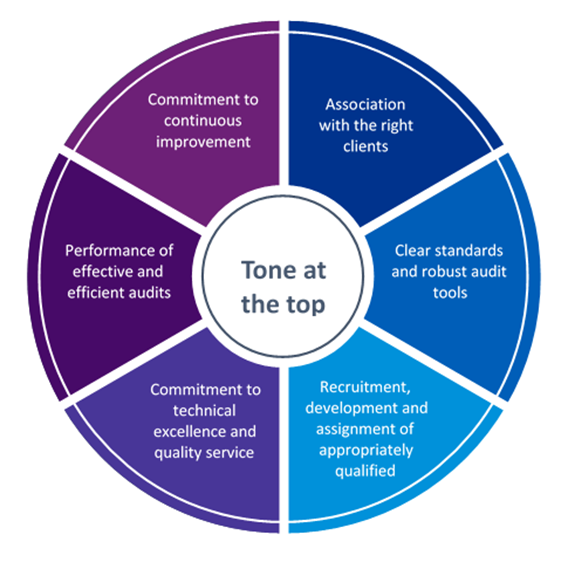 Commitment to
continuous
improvement
Association
with the right
clients
Performance of
effective and
efficient audits
Tone at
the top
Clear standards
and robust audit
tools
Commitment to
technical
excellence and
quality service
Recruitment,
development and
assignment of
appropriately
qualified